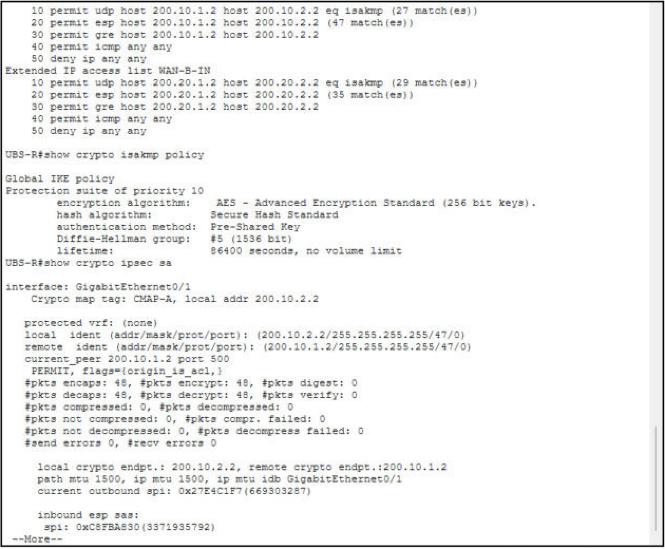 10 permit udp host 200.10.1.2 host 200.10.2.2 eq isakmp (27 match(es))
20 permit esp host 200.10.1.2 host 200.10.2.2 (47 match(es))
30 permit gre host 200.10.1.2 host 200.10.2.2
40 permit icmp any any
50 deny ip any any
Extended IP access list WAN-B-IN
10 permit udp host 200.20.1.2 host 200.20.2.2 eq isakmp (29 match(es))
20 permit esp host 200.20.1.2 host 200.20.2.2 (35 match(es))
30 permit gre host 200.20.1.2 host 200.20.2.2
40 permit icmp any any
50 deny ip any any
UBS-R#show crypto isakmp policy
Global IKE policy
Protection suite of priority 10
encryption algorithm: AES - Advanced Encryption Standard (256 bit keys).
hash algorithm: Secure Hash Standard
authentication method: Pre-Shared Key
Diffie-Hellman group: #5 (1536 bit)
lifetime: 86400 seconds, no volume limit
UBS-R#show crypto ipsec sa
interface: GigabitEthernet0/1
Crypto map tag: CMAP-A, local addr 200.10.2.2
protected vrf: (none)
local ident (addr/mask/prot/port): (200.10.2.2/255.255.255.255/47/0)
remote ident (addr/mask/prot/port): (200.10.1.2/255.255.255.255/47/0)
current_peer 200.10.1.2 port 500
PERMIT, flags={origin_is_acl,}
#pkts encaps: 48, #pkts encrypt: 48, #pkts digest: 0
#pkts decaps: 48, #pkts decrypt: 48, #pkts verify: 0
#pkts compressed: 0, #pkts decompressed: 0
#pkts not compressed: 0, #pkts compr. failed: 0
#pkts not decompressed: 0, #pkts decompress failed: 0
#send errors 0, #recv errors 0
local crypto endpt.: 200.10.2.2, remote crypto endpt.:200.10.1.2
path mtu 1500, ip mtu 1500, ip mtu idb GigabitEthernet0/1
current outbound spi: 0x27E4C1F7(669303287)
inbound esp sas:
spi: 0xC8FBA830(3371935792)
--More--